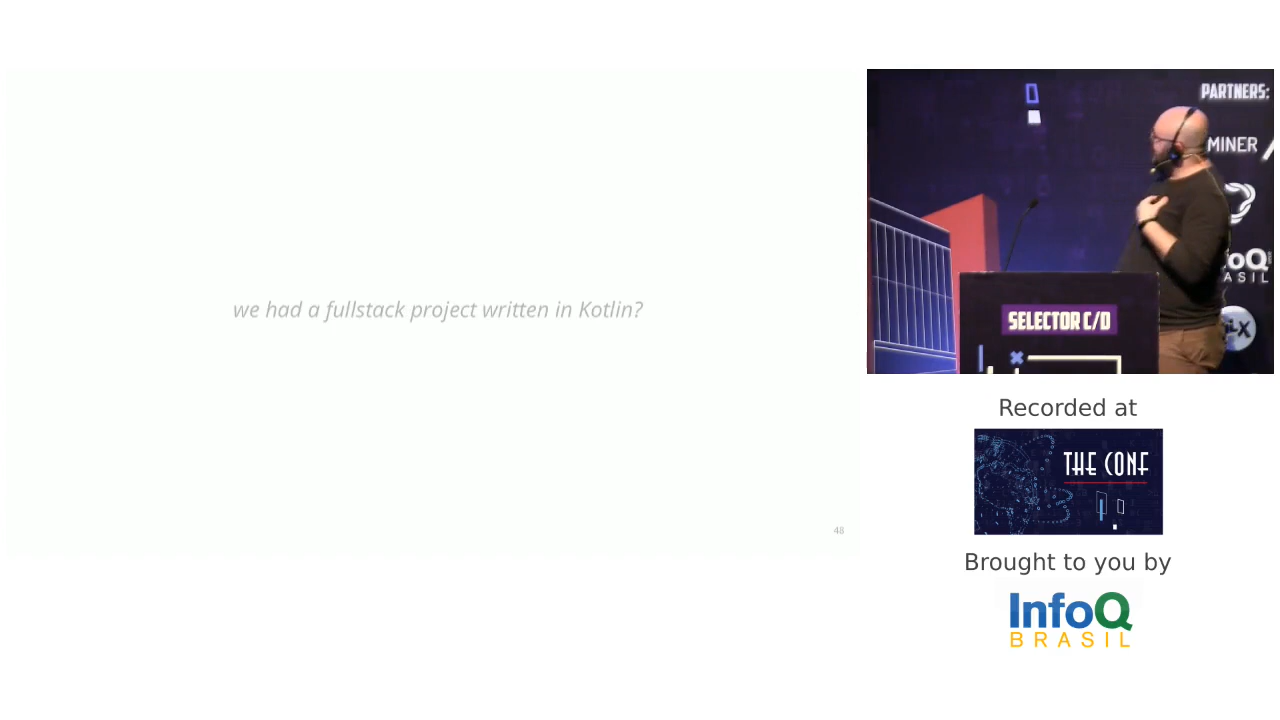 we had a fullstack project written in Kotlin?
48
PARTNERS:
MINER
SELECTOR C/D
Recorded at
THE CONF
Brought to you by
InfoQ
BRASIL